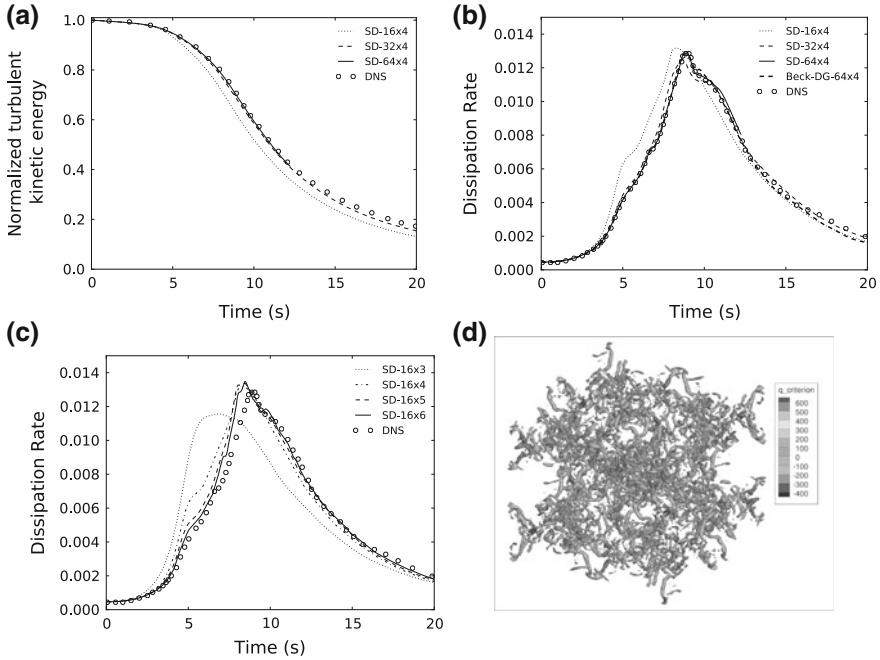 (a)
Normalized turbulent
kinetic energy
1.0
0.8
0.6
0.4
0.2
0.0
0
5
10
15
20
Time (s)
SD-16x4
SD-32x4
SD-64x4
DNS
(b)
Dissipation Rate
0.014
0.012
0.010
0.008
0.006
0.004
0.002
0.000
0
5
10
15
20
Time (s)
SD-16x4
SD-32x4
SD-64x4
Beck-DG-64x4
DNS
(c)
Dissipation Rate
0.014
0.012
0.010
0.008
0.006
0.004
0.002
0.000
0
5
10
15
20
Time (s)
SD-16x3
SD-16x4
SD-16x5
SD-16x6
DNS
(d)
q_criterion
600
500
400
300
200
100
0
-100
-200
-300
-400